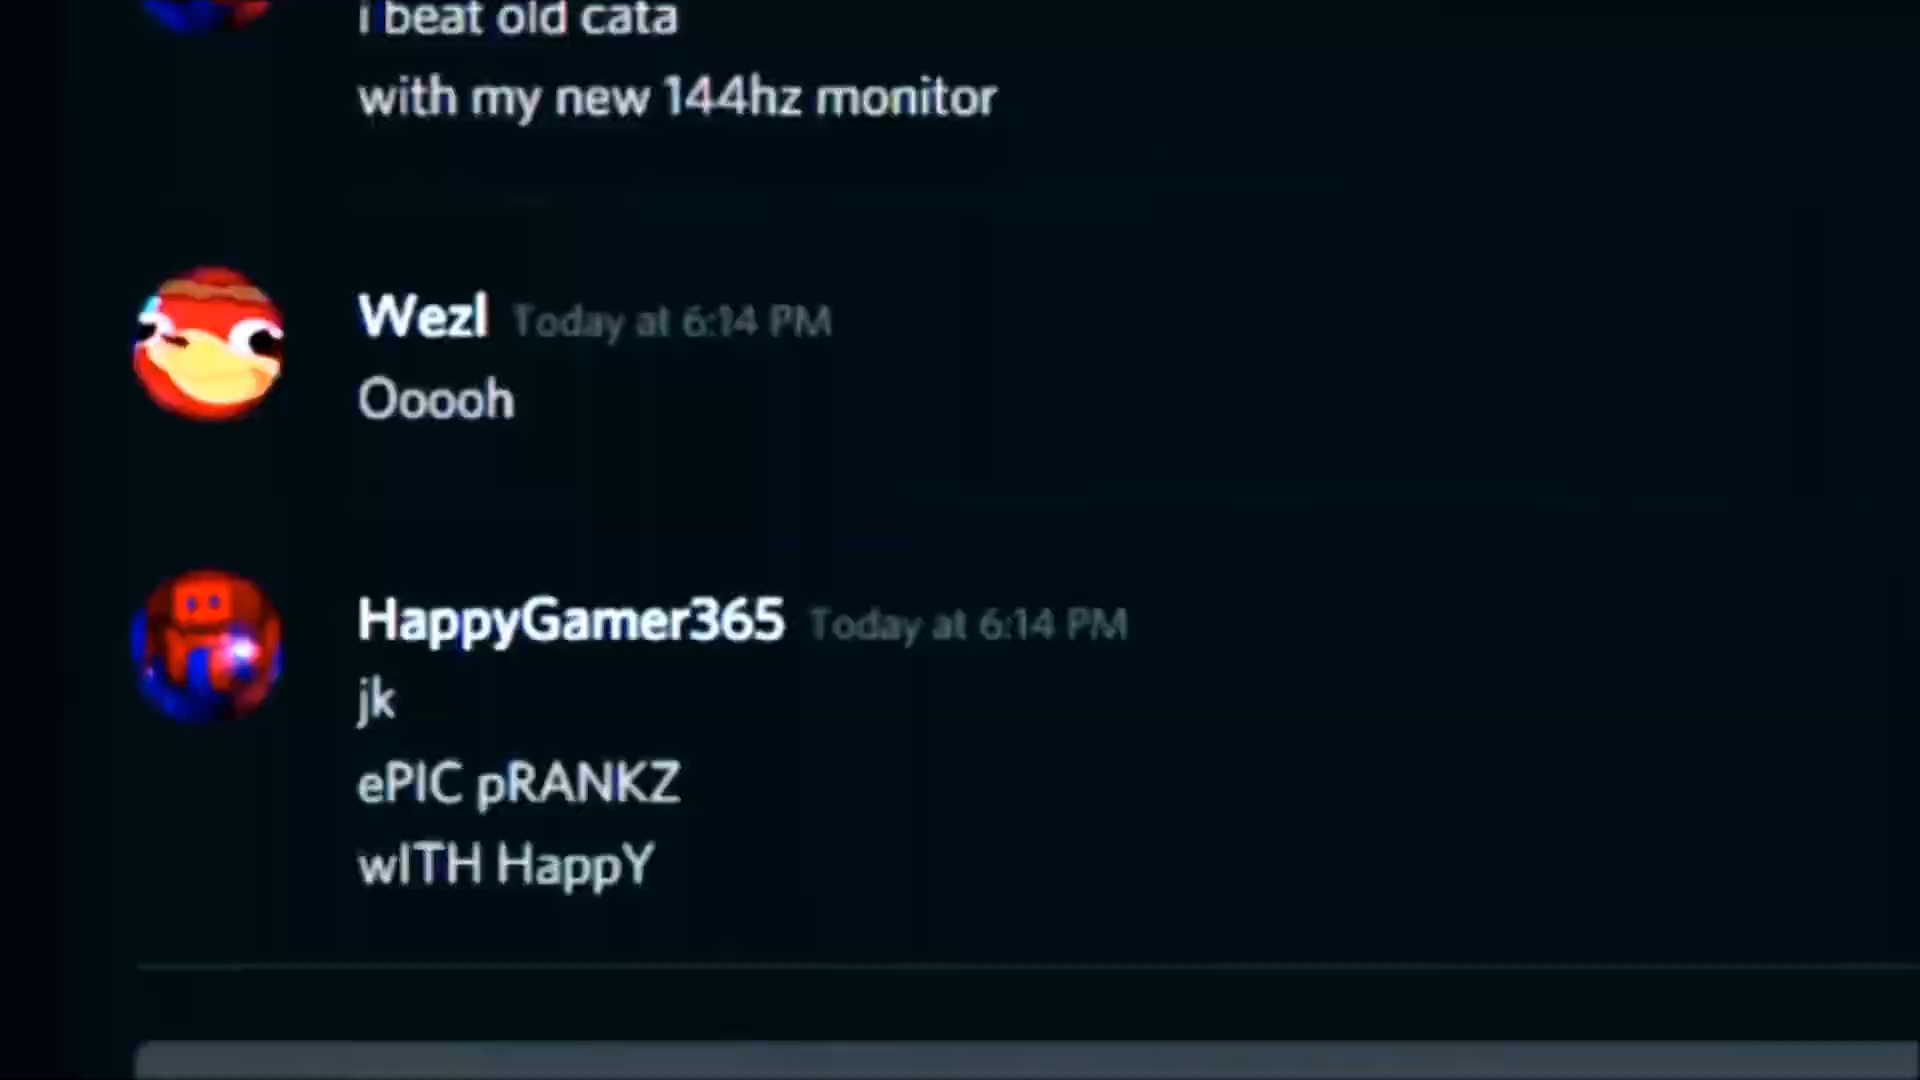 i beat old cata
with my new 144hz monitor
Wezl Today at 6:14 PM
Ooooh
HappyGamer365 Today at 6:14 PM
jk
ePIC pRANKZ
wITH HappY